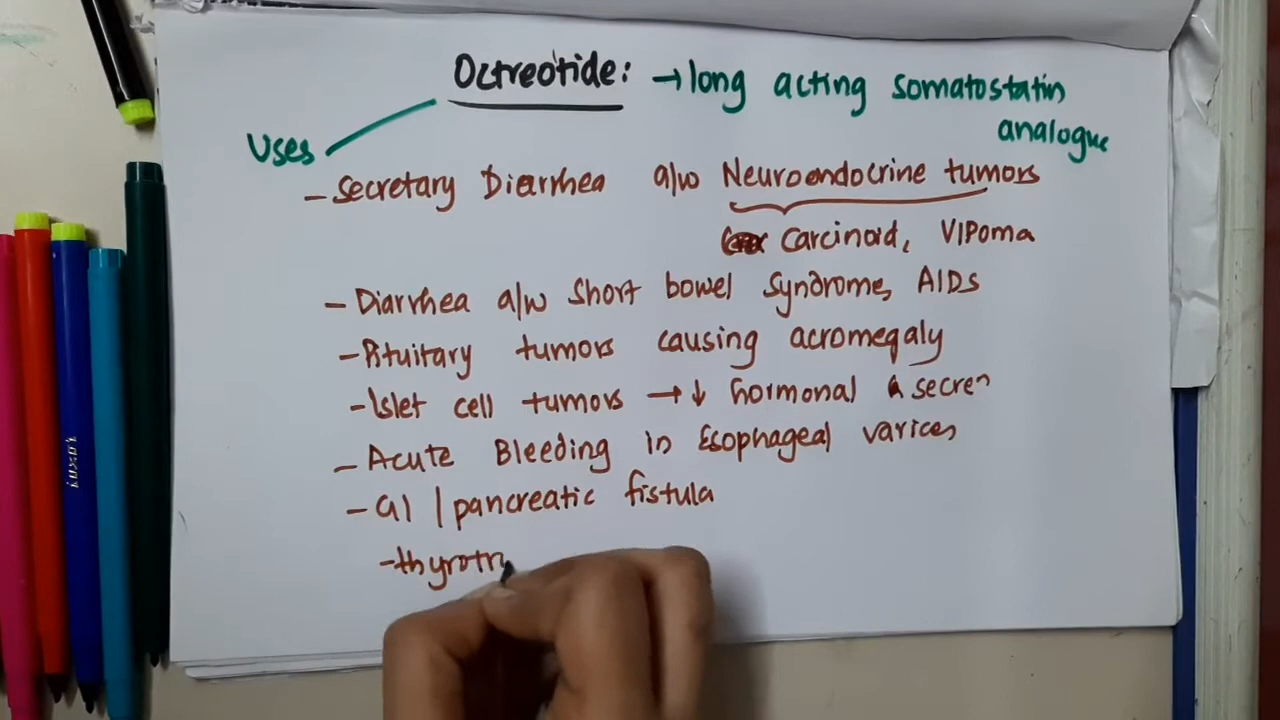 Octreotide: → long acting somatostatin
analogue
Uses
- Secretary Diarrhea a/w Neuroendocrine tumors
Carcinoid, VIPoma
- Diarrhea a/w short bowel syndrome, AIDs
- Pituitary tumors causing acromegaly
- Islet cell tumors → ↓ hormonal secren
- Acute Bleeding in Esophageal varices
- GI / pancreatic fistula
- thyrotr